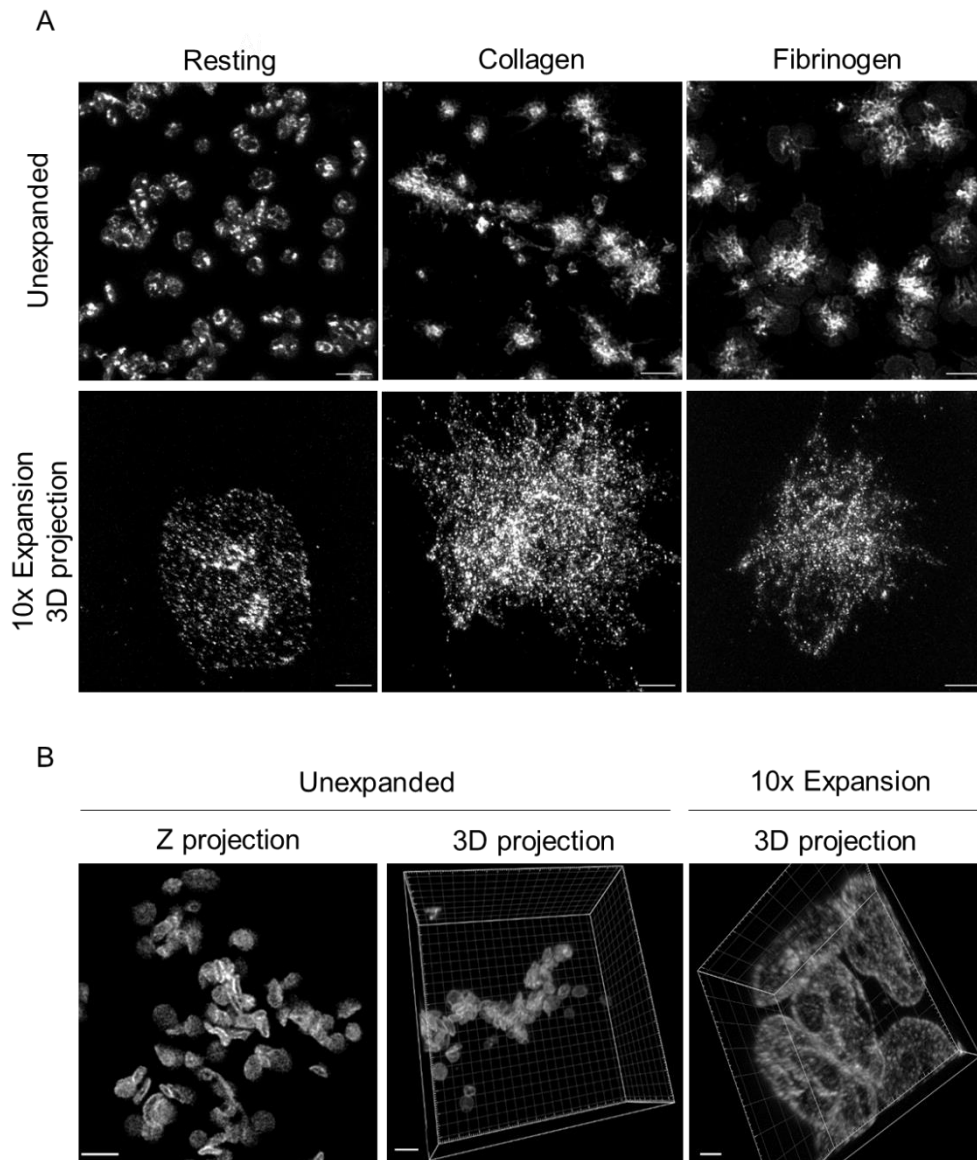 A
Resting Collagen Fibrinogen
Unexpanded
10x Expansion
3D projection
B
Unexpanded 10x Expansion
Z projection 3D projection 3D projection